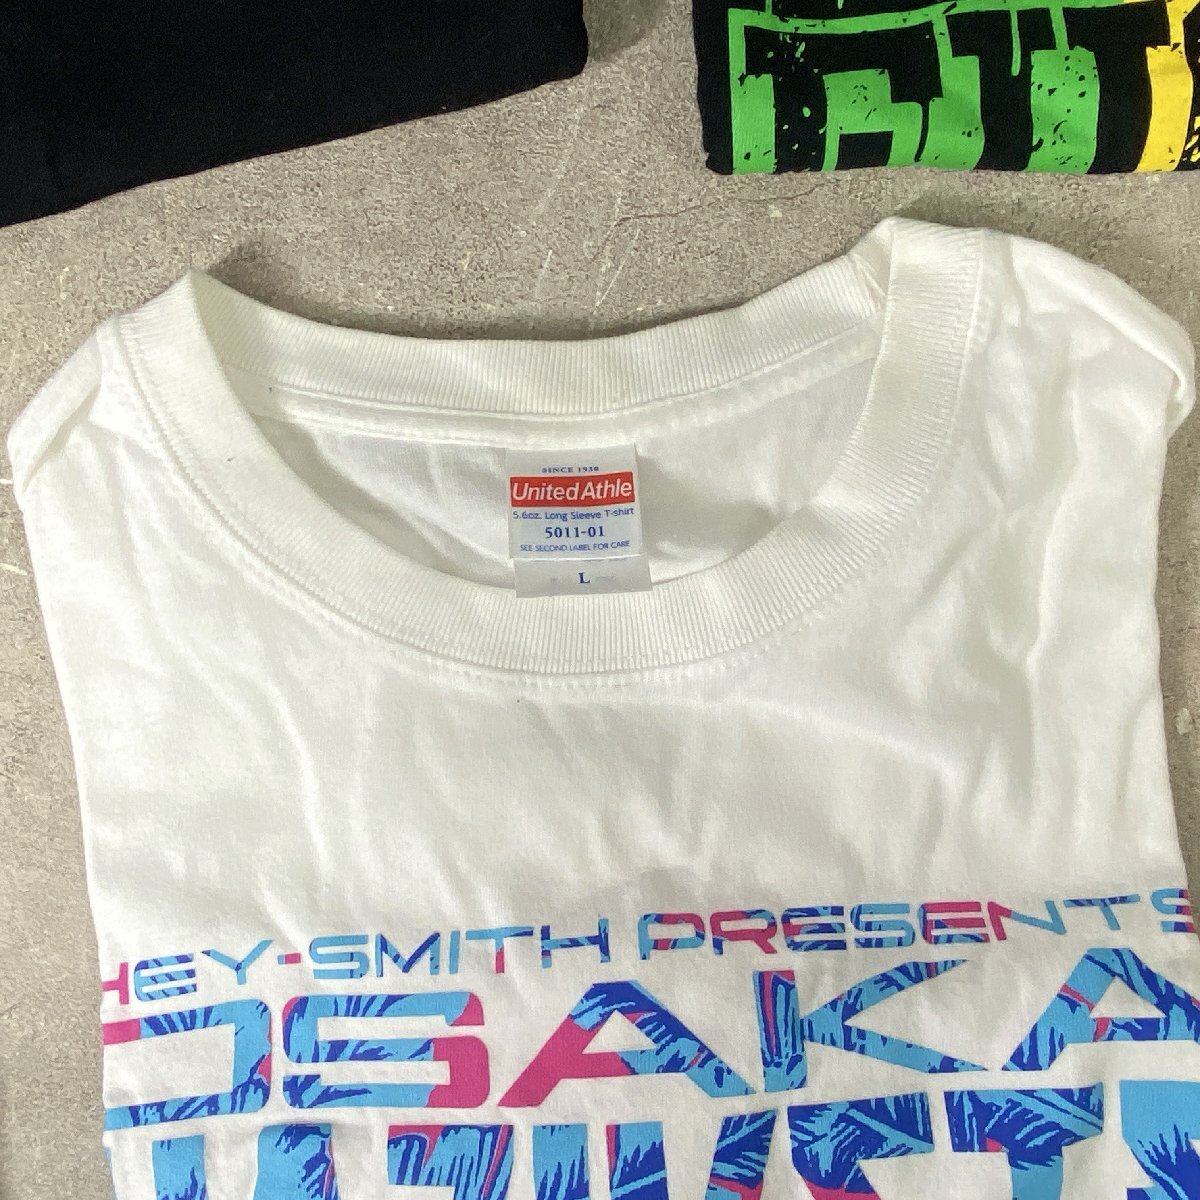 SINCE 1938
United Athle
5.6oz. Long Sleeve T-shirt
5011-01
SEE SECOND LABEL FOR CARE
L
HEY-SMITH PRESENTS
OSAKA